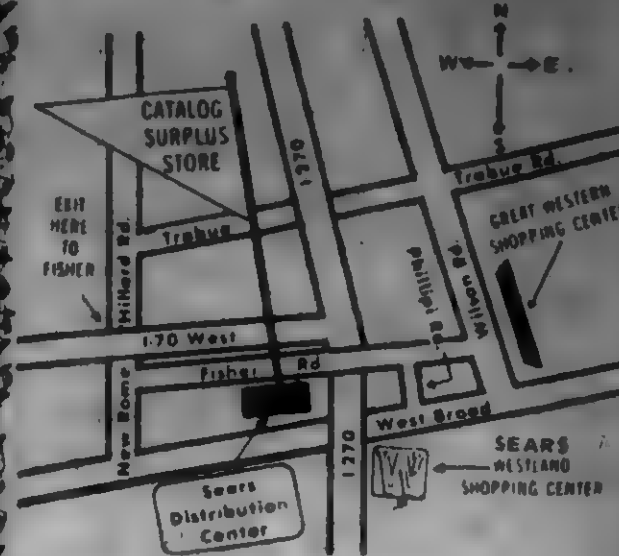 N
W E.
S
CATALOG
SURPLUS
STORE
I 270
Trabue Rd.
EXIT
HERE
TO
FISHER
Hilliard Rd.
Trabue
GREAT WESTERN
SHOPPING CENTER
Phillipi Rd.
Wilson Rd.
I-70 West
Fisher Rd
New Rome
West Broad
I 270
SEARS
WESTLAND
SHOPPING CENTER
Sears
Distribution
Center